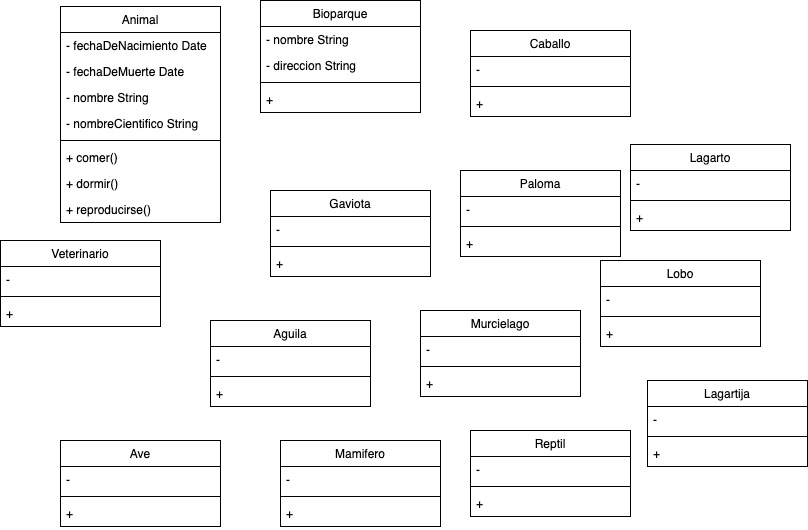 Animal
- fechaDeNacimiento Date
- fechaDeMuerte Date
- nombre String
- nombreCientifico String
+ comer()
+ dormir()
+ reproducirse()
Bioparque
- nombre String
- direccion String
+
Caballo
-
+
Lagarto
-
+
Paloma
-
+
Gaviota
-
+
Veterinario
-
+
Lobo
-
+
Murcielago
-
+
Aguila
-
+
Lagartija
-
+
Ave
-
+
Mamifero
-
+
Reptil
-
+